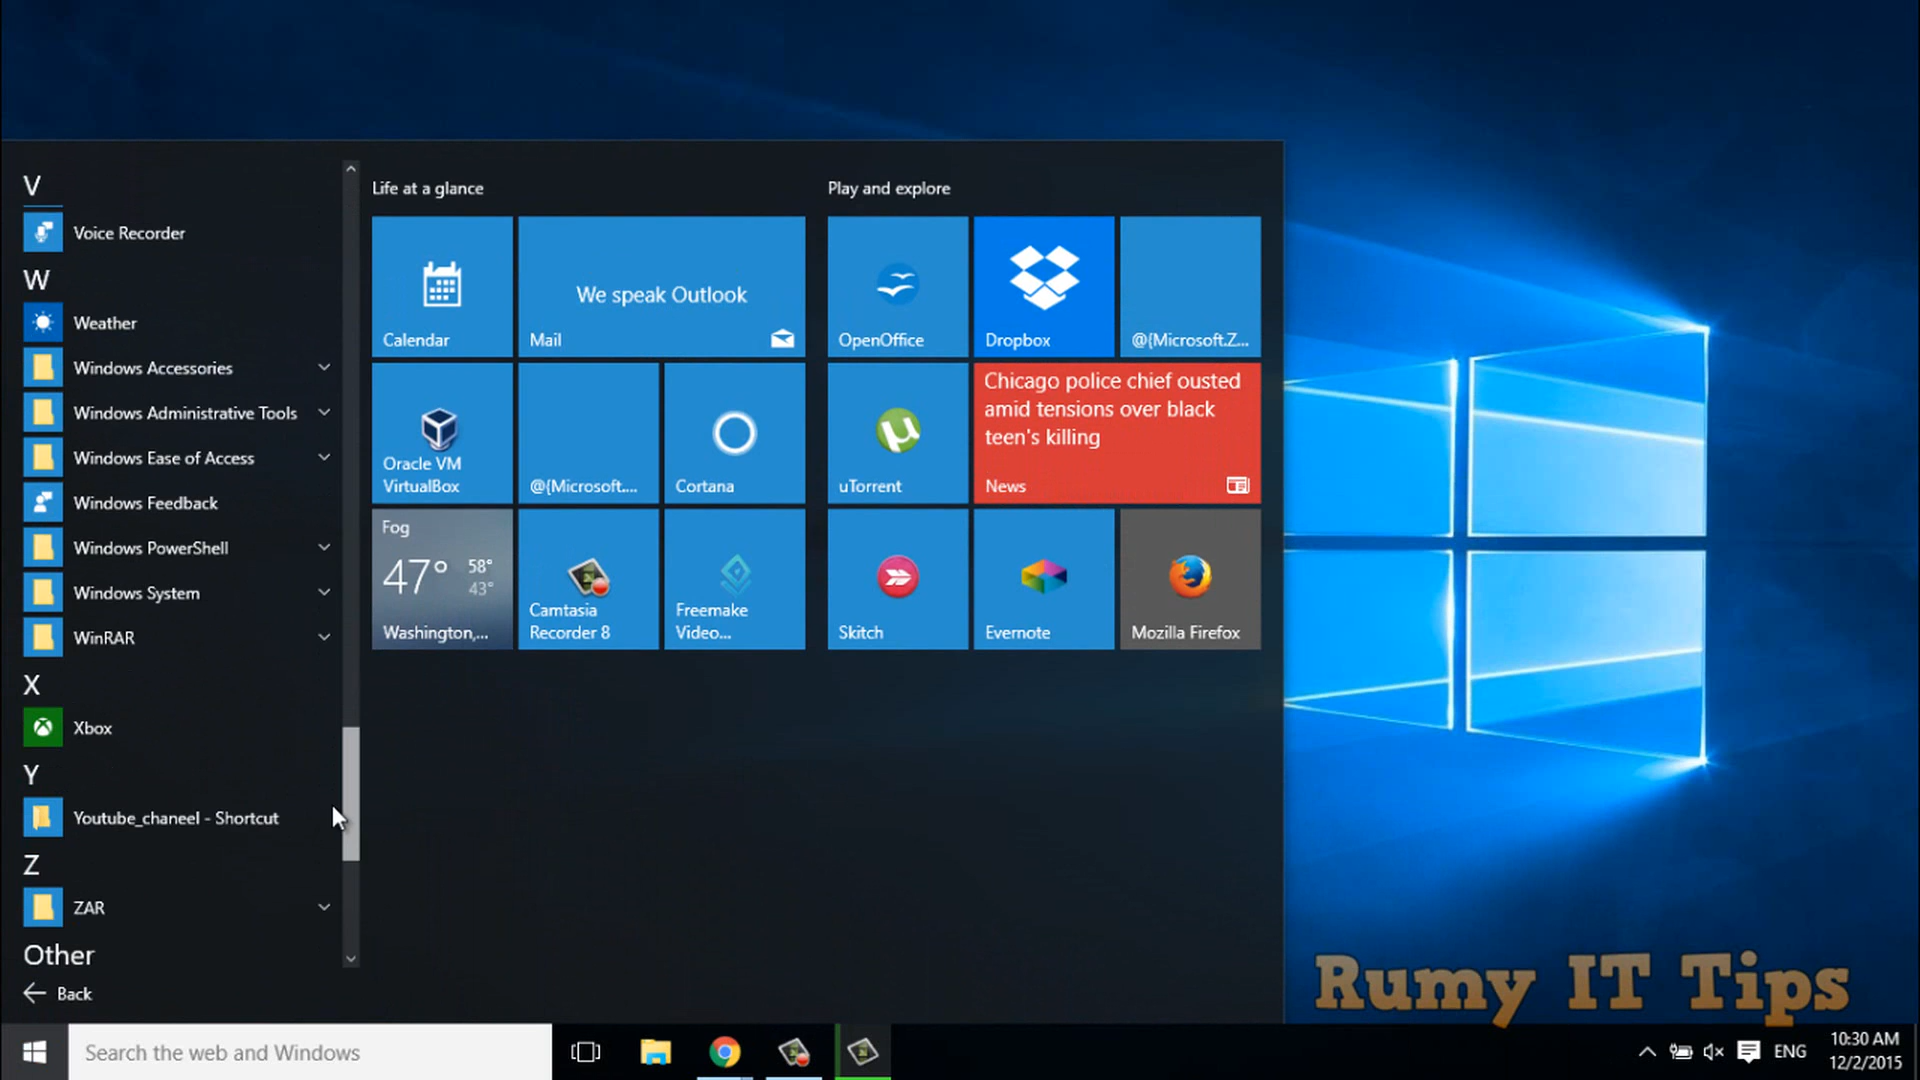 V
Voice Recorder
W
Weather
Windows Accessories
Windows Administrative Tools
Windows Ease of Access
Windows Feedback
Windows PowerShell
Windows System
WinRAR
X
Xbox
Y
Youtube_chaneel - Shortcut
Z
ZAR
Other
Back
Life at a glance
Calendar
We speak Outlook
Mail
Oracle VM
VirtualBox
@{Microsoft....
Cortana
Fog
47° 58°
43°
Washington,...
Camtasia
Recorder 8
Freemake
Video...
Play and explore
OpenOffice
Dropbox
@{Microsoft.Z...
µ
uTorrent
Chicago police chief ousted
amid tensions over black
teen's killing
News
Skitch
Evernote
Mozilla Firefox
Rumy IT Tips
Search the web and Windows
ENG
10:30 AM
12/2/2015